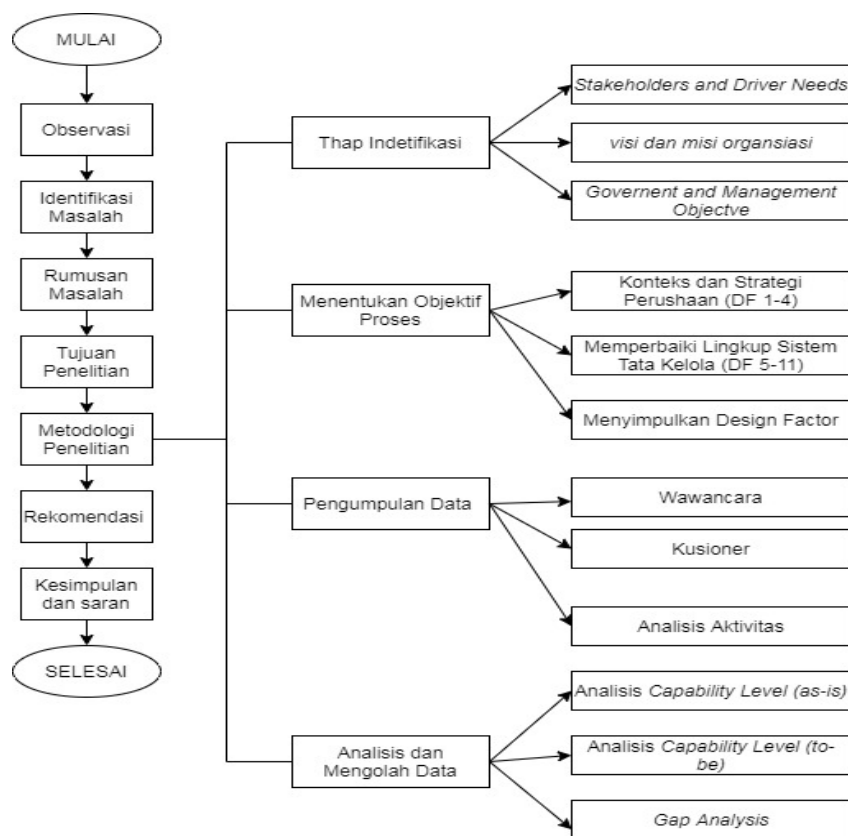 MULAI
Observasi
Identifikasi
Masalah
Rumusan
Masalah
Tujuan
Penelitian
Metodologi
Penelitian
Rekomendasi
Kesimpulan
dan saran
SELESAI
Thap Indetifikasi
Stakeholders and Driver Needs
visi dan misi organsiasi
Governent and Management
Objectve
Menentukan Objektif
Proses
Konteks dan Strategi
Perushaan (DF 1-4)
Memperbaiki Lingkup Sistem
Tata Kelola (DF 5-11)
Menyimpulkan Design Factor
Pengumpulan Data
Wawancara
Kusioner
Analisis Aktivitas
Analisis dan
Mengolah Data
Analisis Capability Level (as-is)
Analisis Capability Level (to-
be)
Gap Analysis